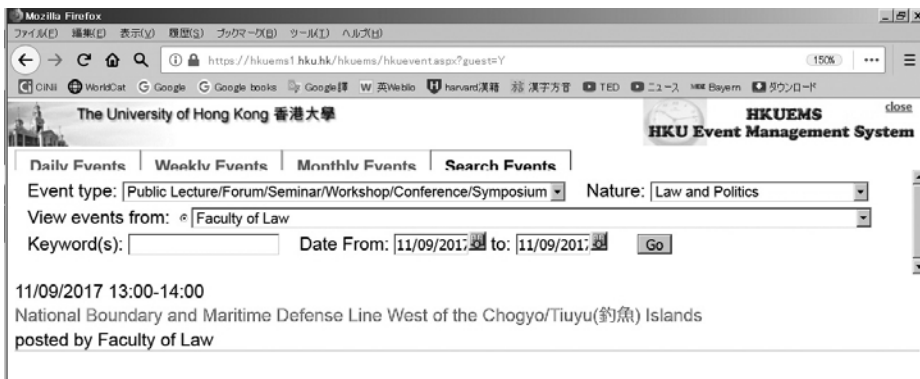 Mozilla Firefox
ファイル(F) 編集(E) 表示(V) 履歴(S) ブックマーク(B) ツール(T) ヘルプ(H)
https://hkuems1.hku.hk/hkuems/hkuevent.aspx?guest=Y 150%
CiNii WorldCat Google Google books Google訳 英Weblio harvard漢籍 漢字方音 TED ニュース Bayern ダウンロード
The University of Hong Kong 香港大學 HKUEMS close
HKU Event Management System
Daily Events Weekly Events Monthly Events Search Events
Event type: Public Lecture/Forum/Seminar/Workshop/Conference/Symposium Nature: Law and Politics
View events from: Faculty of Law
Keyword(s): Date From: 11/09/2017 to: 11/09/2017 Go
11/09/2017 13:00-14:00
National Boundary and Maritime Defense Line West of the Chogyo/Tiuyu(釣魚) Islands
posted by Faculty of Law